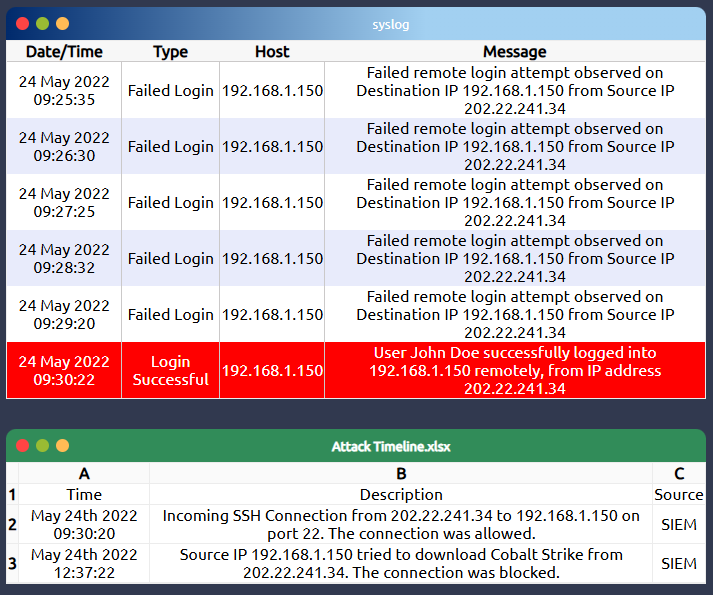 syslog
Date/Time Type Host Message
24 May 2022 09:25:35 Failed Login 192.168.1.150 Failed remote login attempt observed on
Destination IP 192.168.1.150 from Source IP
202.22.241.34
24 May 2022 09:26:30 Failed Login 192.168.1.150 Failed remote login attempt observed on
Destination IP 192.168.1.150 from Source IP
202.22.241.34
24 May 2022 09:27:25 Failed Login 192.168.1.150 Failed remote login attempt observed on
Destination IP 192.168.1.150 from Source IP
202.22.241.34
24 May 2022 09:28:32 Failed Login 192.168.1.150 Failed remote login attempt observed on
Destination IP 192.168.1.150 from Source IP
202.22.241.34
24 May 2022 09:29:20 Failed Login 192.168.1.150 Failed remote login attempt observed on
Destination IP 192.168.1.150 from Source IP
202.22.241.34
24 May 2022 09:30:22 Login Successful 192.168.1.150 User John Doe successfully logged into
192.168.1.150 remotely, from IP address
202.22.241.34
Attack Timeline.xlsx
A B C
1 Time Description Source
2 May 24th 2022 09:30:20 Incoming SSH Connection from 202.22.241.34 to 192.168.1.150 on
port 22. The connection was allowed. SIEM
3 May 24th 2022 12:37:22 Source IP 192.168.1.150 tried to download Cobalt Strike from
202.22.241.34. The connection was blocked. SIEM